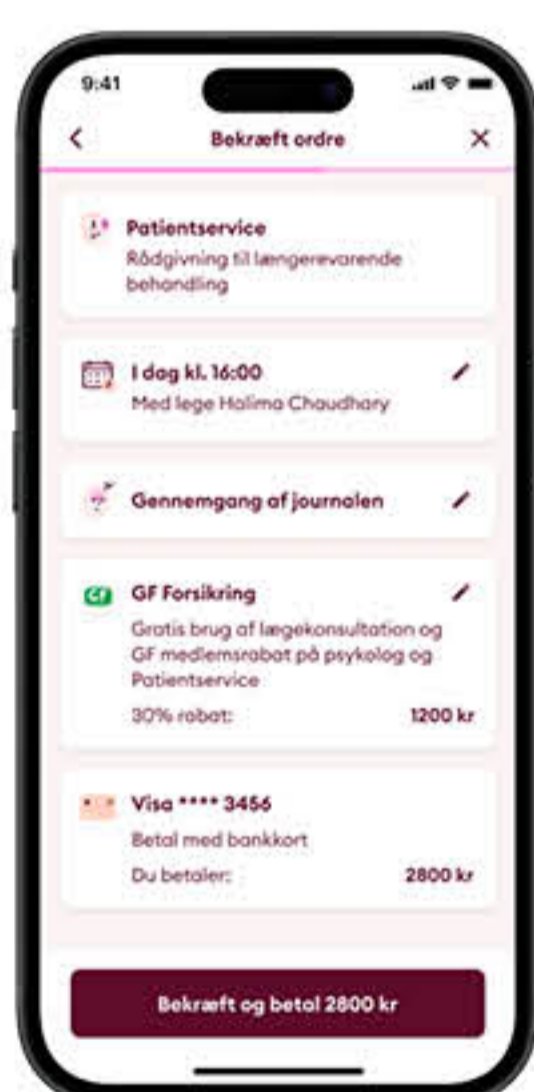 9:41
Bekræft ordre
Patientservice
Rådgivning til længerevarende
behandling
I dag kl. 16:00
Med lege Halima Chaudhary
Gennemgang af journalen
GF
GF Forsikring
Gratis brug af lægekonsultation og
GF medlemsrabat på psykolog og
Patientservice
30% rabat:
1200 kr
Visa **** 3456
Betal med bankkort
Du betaler:
2800 kr
Bekræft og betal 2800 kr